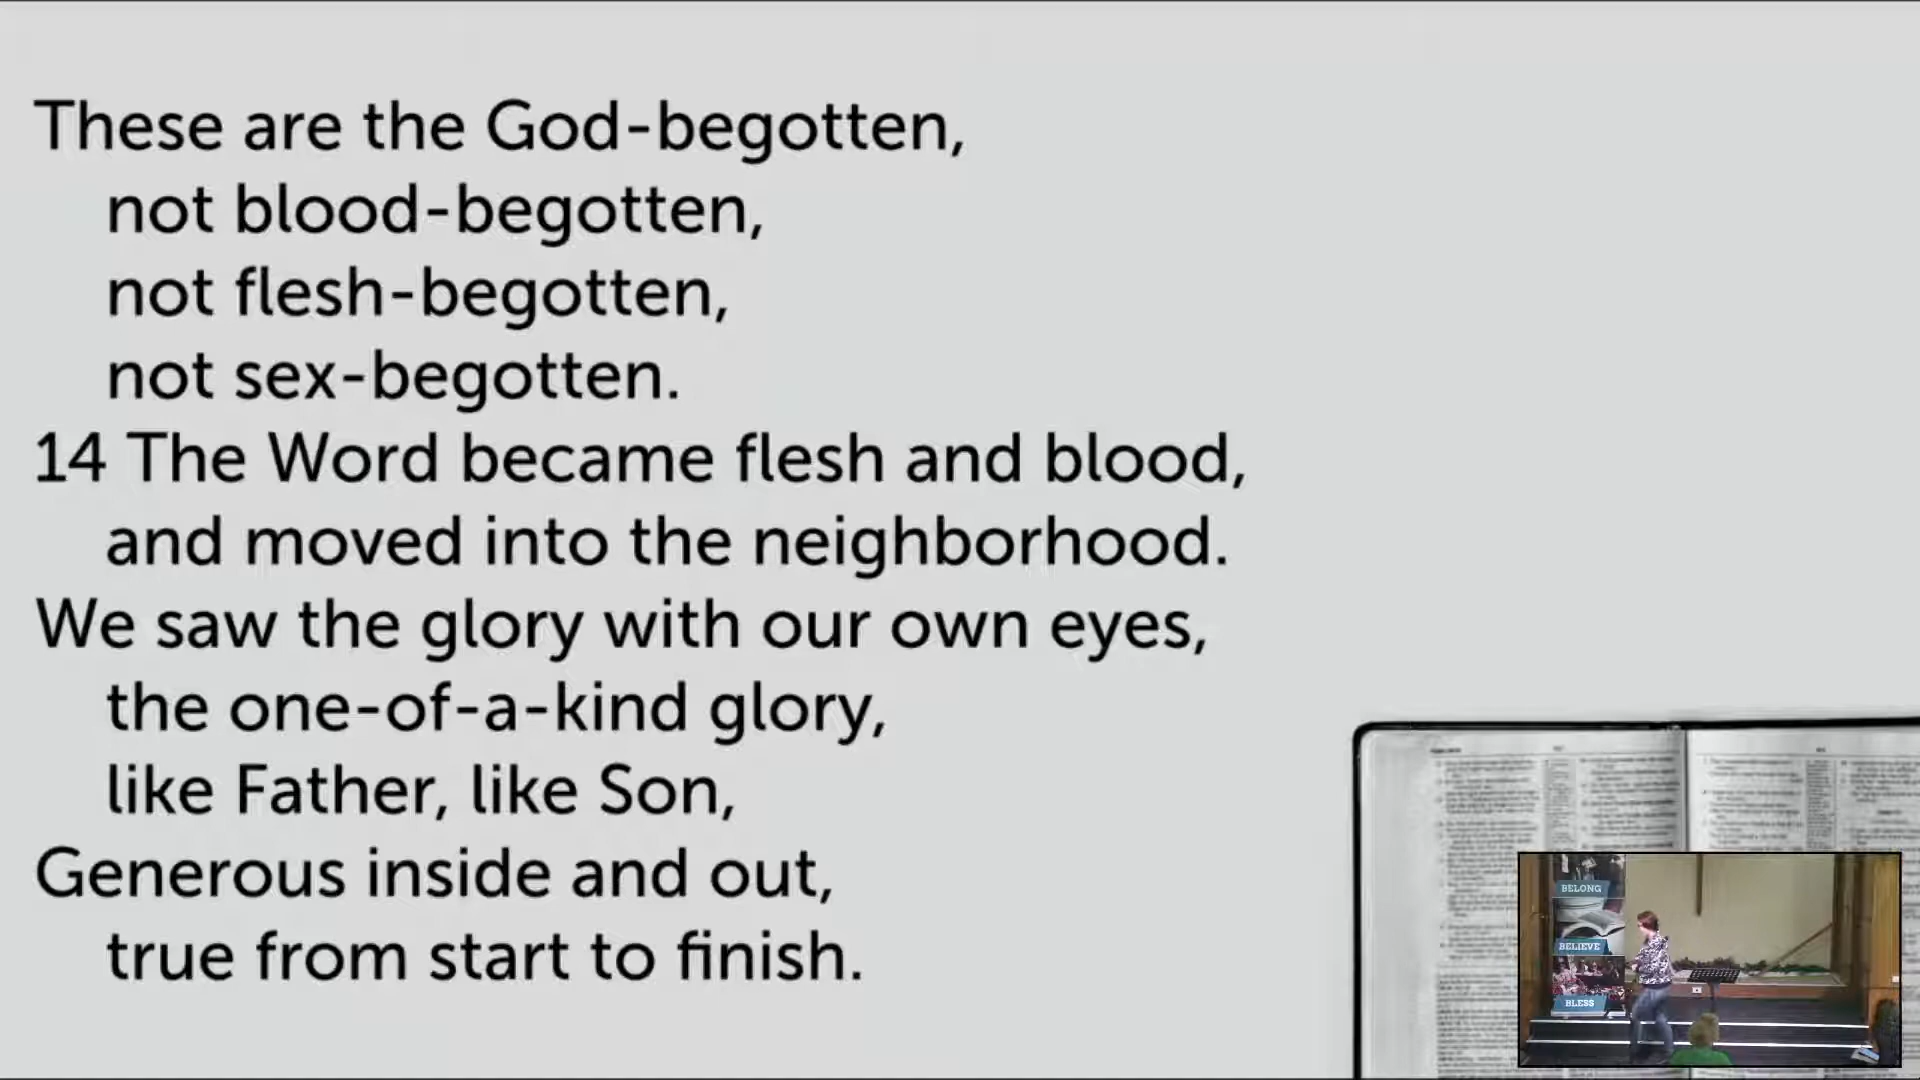 These are the God-begotten,
not blood-begotten,
not flesh-begotten,
not sex-begotten.
14 The Word became flesh and blood,
and moved into the neighborhood.
We saw the glory with our own eyes,
the one-of-a-kind glory,
like Father, like Son,
Generous inside and out,
true from start to finish.
BELONG
BELIEVE
BLESS